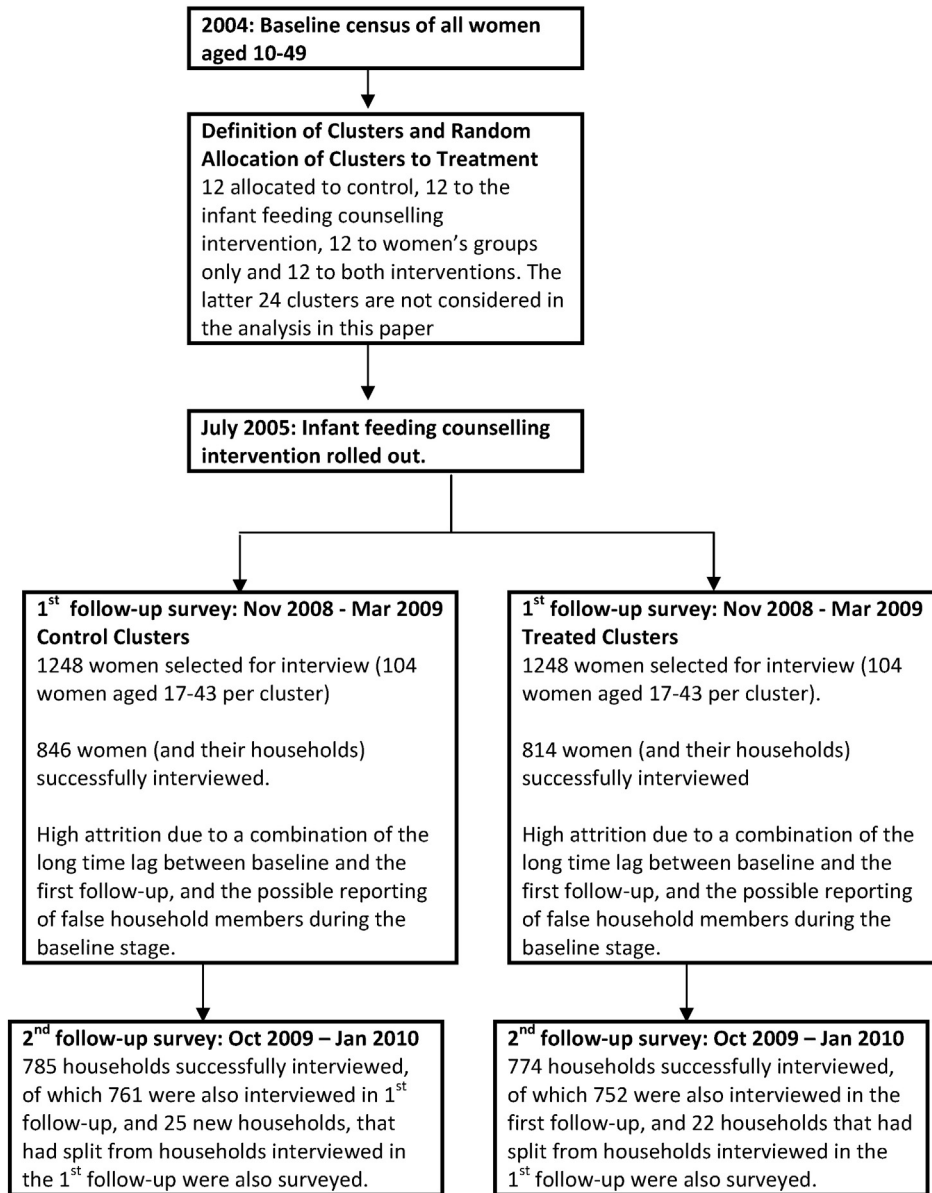 2004: Baseline census of all women
aged 10-49
Definition of Clusters and Random
Allocation of Clusters to Treatment
12 allocated to control, 12 to the
infant feeding counselling
intervention, 12 to women’s groups
only and 12 to both interventions. The
latter 24 clusters are not considered in
the analysis in this paper
July 2005: Infant feeding counselling
intervention rolled out.
1st follow-up survey: Nov 2008 - Mar 2009
Control Clusters
1248 women selected for interview (104
women aged 17-43 per cluster)
846 women (and their households)
successfully interviewed.
High attrition due to a combination of the
long time lag between baseline and the
first follow-up, and the possible reporting
of false household members during the
baseline stage.
1st follow-up survey: Nov 2008 - Mar 2009
Treated Clusters
1248 women selected for interview (104
women aged 17-43 per cluster).
814 women (and their households)
successfully interviewed
High attrition due to a combination of the
long time lag between baseline and the
first follow-up, and the possible reporting
of false household members during the
baseline stage.
2nd follow-up survey: Oct 2009 – Jan 2010
785 households successfully interviewed,
of which 761 were also interviewed in 1st
follow-up, and 25 new households, that
had split from households interviewed in
the 1st follow-up were also surveyed.
2nd follow-up survey: Oct 2009 – Jan 2010
774 households successfully interviewed,
of which 752 were also interviewed in the
first follow-up, and 22 households that had
split from households interviewed in the
1st follow-up were also surveyed.